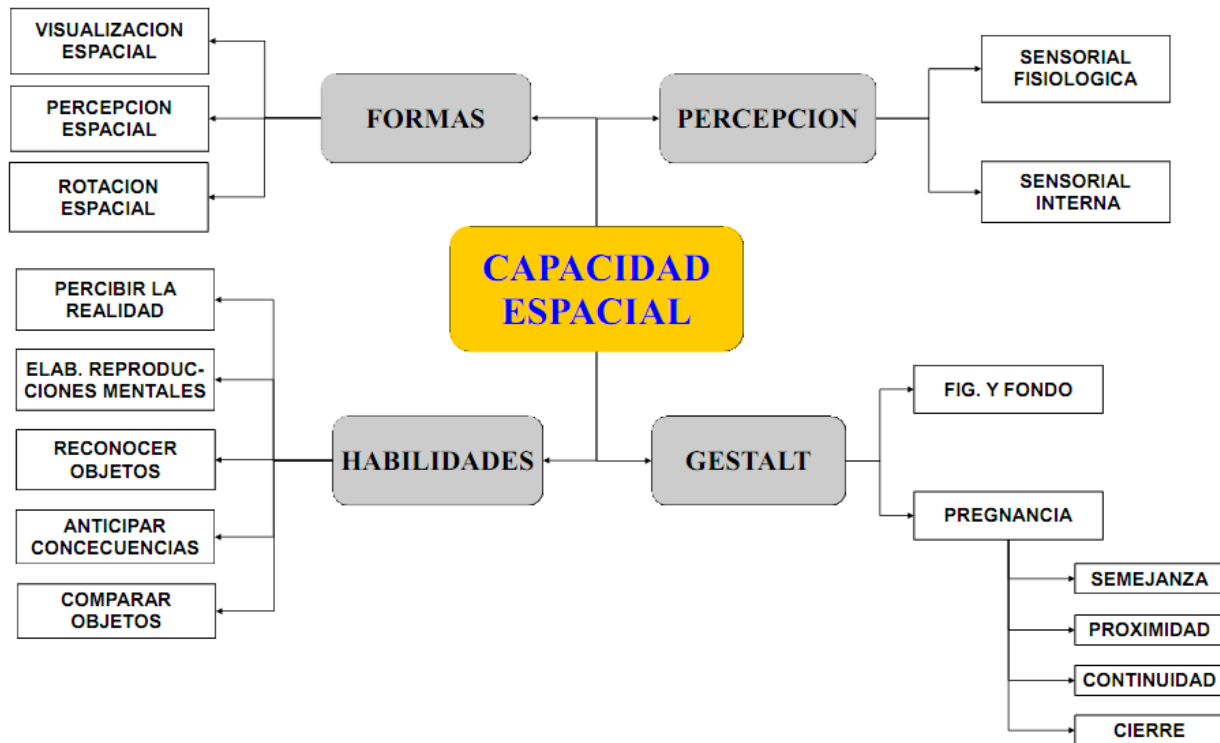 VISUALIZACION
ESPACIAL
PERCEPCION
ESPACIAL
ROTACION
ESPACIAL
FORMAS
PERCEPCION
SENSORIAL
FISIOLOGICA
SENSORIAL
INTERNA
CAPACIDAD
ESPACIAL
PERCIBIR LA
REALIDAD
ELAB. REPRODUC-
CIONES MENTALES
RECONOCER
OBJETOS
ANTICIPAR
CONCECUENCIAS
COMPARAR
OBJETOS
HABILIDADES
GESTALT
FIG. Y FONDO
PREGNANCIA
SEMEJANZA
PROXIMIDAD
CONTINUIDAD
CIERRE